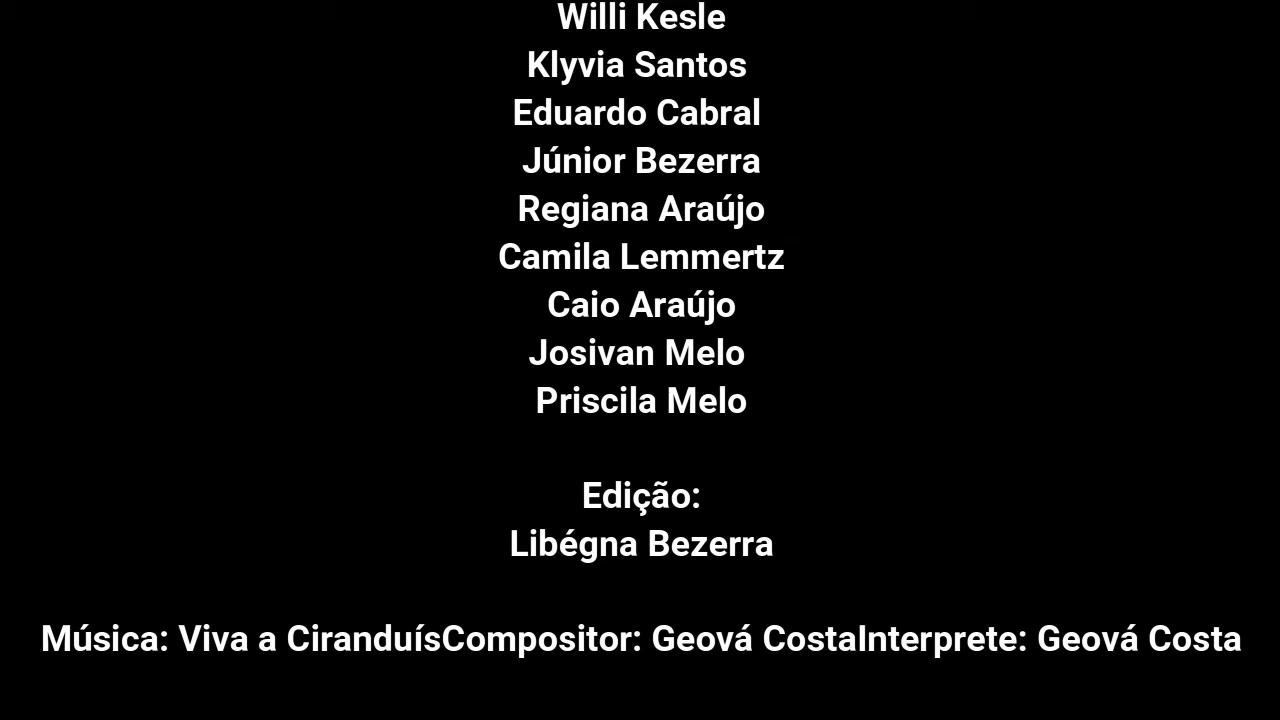 Willi Kesle
Klyvia Santos
Eduardo Cabral
Júnior Bezerra
Regiana Araújo
Camila Lemmertz
Caio Araújo
Josivan Melo
Priscila Melo
Edição:
Libégna Bezerra
Música: Viva a CiranduísCompositor: Geová CostaInterprete: Geová Costa